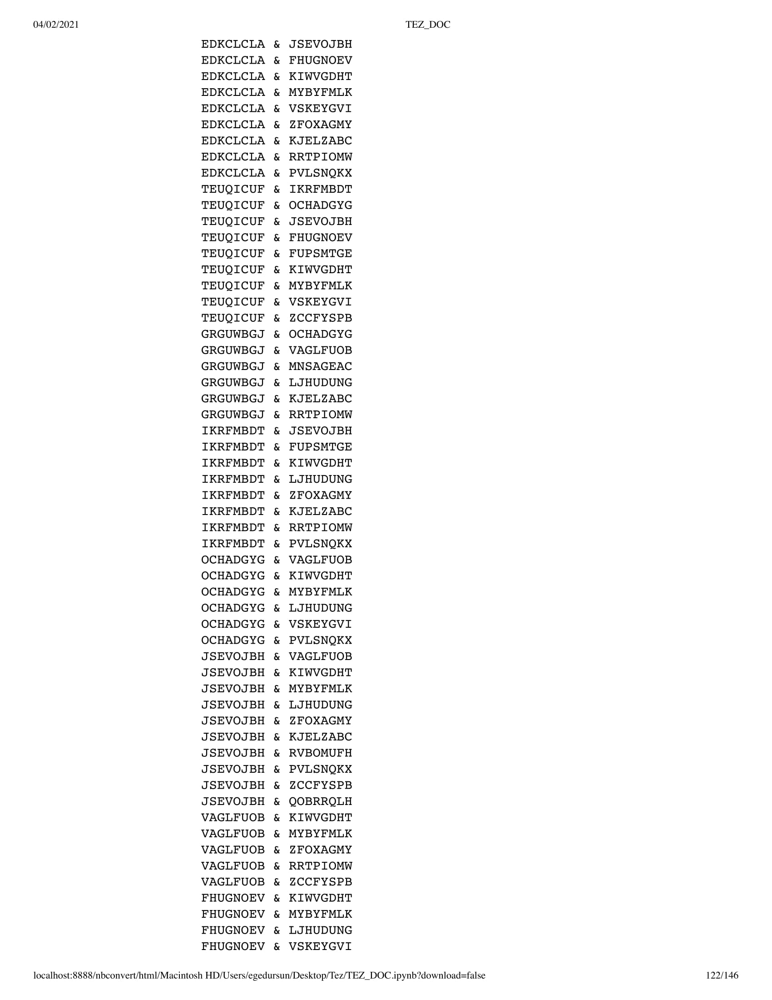 04/02/2021 TEZ_DOC
EDKCLCLA & JSEVOJBH
EDKCLCLA & FHUGNOEV
EDKCLCLA & KIWVGDHT
EDKCLCLA & MYBYFMLK
EDKCLCLA & VSKEYGVI
EDKCLCLA & ZFOXAGMY
EDKCLCLA & KJELZABC
EDKCLCLA & RRTPIOMW
EDKCLCLA & PVLSNQKX
TEUQICUF & IKRFMBDT
TEUQICUF & OCHADGYG
TEUQICUF & JSEVOJBH
TEUQICUF & FHUGNOEV
TEUQICUF & FUPSMTGE
TEUQICUF & KIWVGDHT
TEUQICUF & MYBYFMLK
TEUQICUF & VSKEYGVI
TEUQICUF & ZCCFYSPB
GRGUWBGJ & OCHADGYG
GRGUWBGJ & VAGLFUOB
GRGUWBGJ & MNSAGEAC
GRGUWBGJ & LJHUDUNG
GRGUWBGJ & KJELZABC
GRGUWBGJ & RRTPIOMW
IKRFMBDT & JSEVOJBH
IKRFMBDT & FUPSMTGE
IKRFMBDT & KIWVGDHT
IKRFMBDT & LJHUDUNG
IKRFMBDT & ZFOXAGMY
IKRFMBDT & KJELZABC
IKRFMBDT & RRTPIOMW
IKRFMBDT & PVLSNQKX
OCHADGYG & VAGLFUOB
OCHADGYG & KIWVGDHT
OCHADGYG & MYBYFMLK
OCHADGYG & LJHUDUNG
OCHADGYG & VSKEYGVI
OCHADGYG & PVLSNQKX
JSEVOJBH & VAGLFUOB
JSEVOJBH & KIWVGDHT
JSEVOJBH & MYBYFMLK
JSEVOJBH & LJHUDUNG
JSEVOJBH & ZFOXAGMY
JSEVOJBH & KJELZABC
JSEVOJBH & RVBOMUFH
JSEVOJBH & PVLSNQKX
JSEVOJBH & ZCCFYSPB
JSEVOJBH & QOBRRQLH
VAGLFUOB & KIWVGDHT
VAGLFUOB & MYBYFMLK
VAGLFUOB & ZFOXAGMY
VAGLFUOB & RRTPIOMW
VAGLFUOB & ZCCFYSPB
FHUGNOEV & KIWVGDHT
FHUGNOEV & MYBYFMLK
FHUGNOEV & LJHUDUNG
FHUGNOEV & VSKEYGVI
localhost:8888/nbconvert/html/Macintosh HD/Users/egedursun/Desktop/Tez/TEZ_DOC.ipynb?download=false 122/146